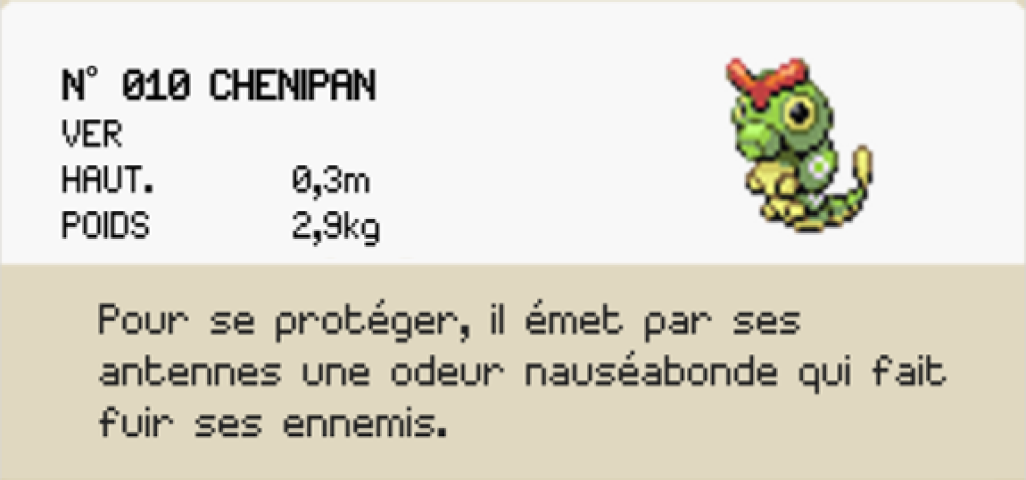 N° 010 CHENIPAN
VER
HAUT. 0,3m
POIDS 2,9kg
Pour se protéger, il émet par ses
antennes une odeur nauséabonde qui fait
fuir ses ennemis.